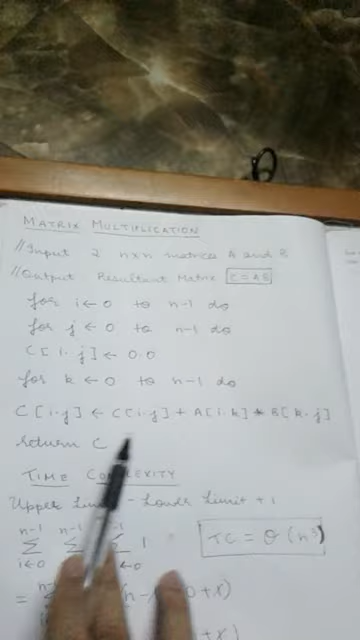 MATRIX MULTIPLICATION
//Input 2 nxn matrices A and B
//Output Resultant Matrix C=AB
for i←0 to n-1 do
for j←0 to n-1 do
C[i.j]←0.0
for k←0 to n-1 do
C[i.j]←C[i.j]+A[i.k]*B[k.j]
return C
TIME COMPLEXITY
Upper Limit - Lower Limit + 1
TC = Θ(n³)